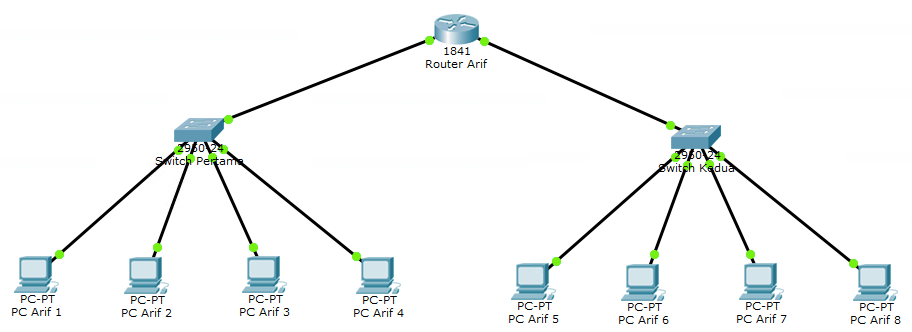 1841
Router Arif
2960-24
Switch Pertama
2960-24
Switch Kedua
PC-PT
PC Arif 1
PC-PT
PC Arif 2
PC-PT
PC Arif 3
PC-PT
PC Arif 4
PC-PT
PC Arif 5
PC-PT
PC Arif 6
PC-PT
PC Arif 7
PC-PT
PC Arif 8